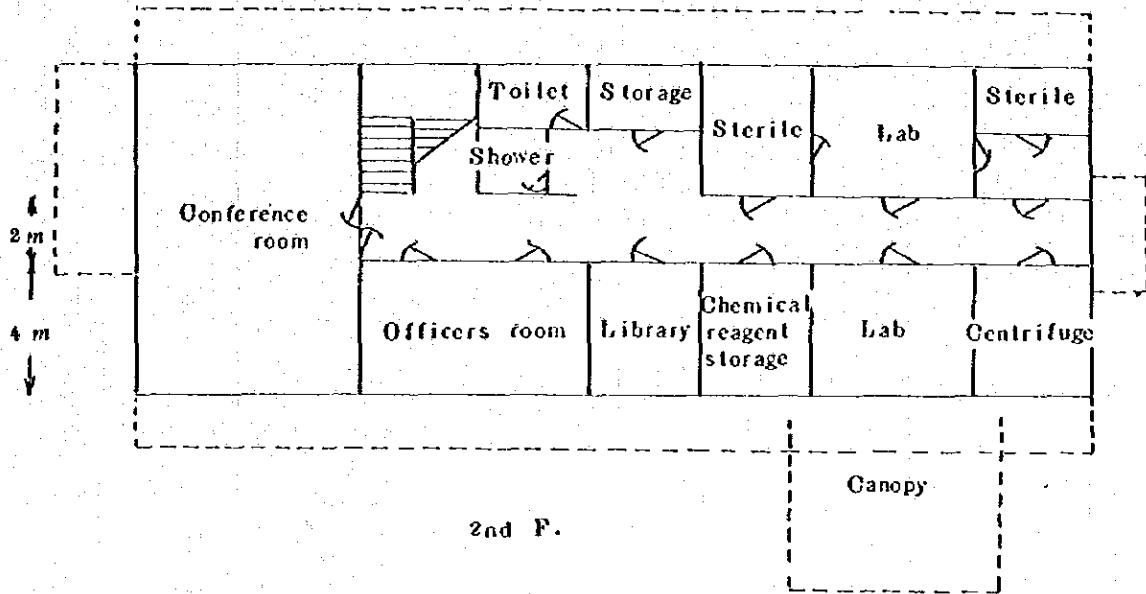 Toilet
Storage
Sterile
Sterile
Lab
Shower
Conference
room
2 m
4 m
Officers room
Library
Chemical
reagent
storage
Lab
Centrifuge
Canopy
2nd F.